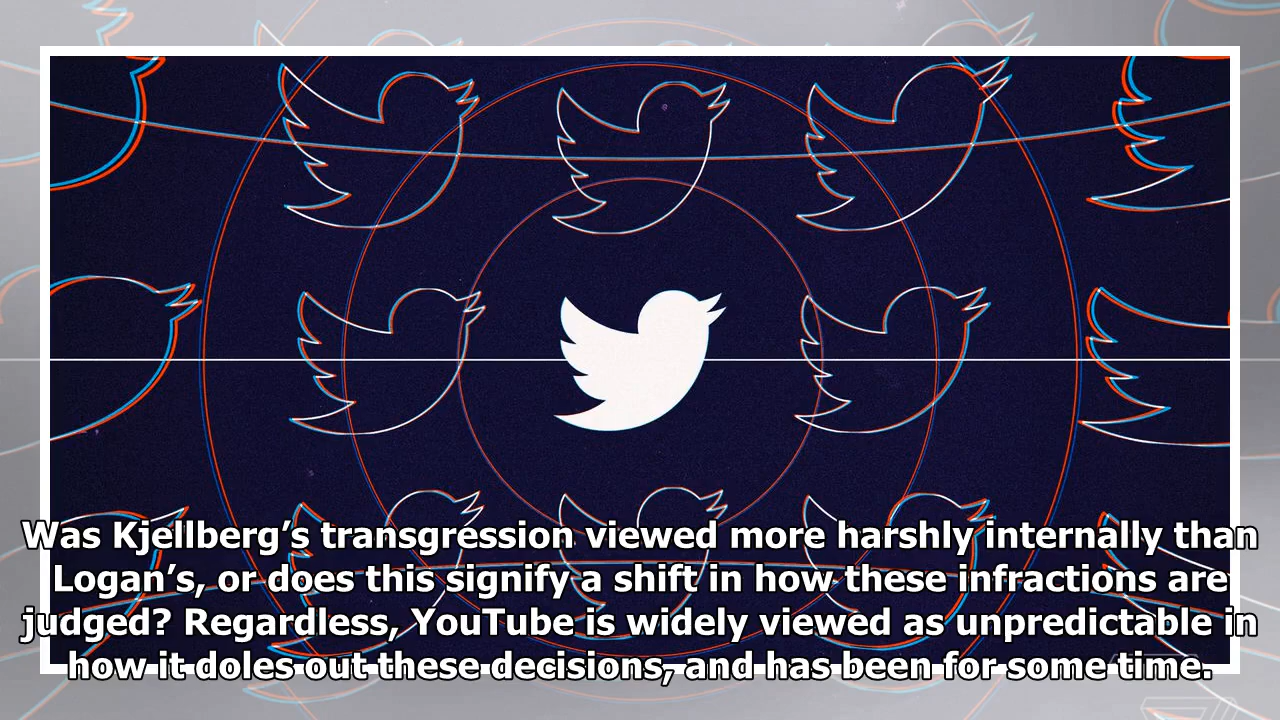 Was Kjellberg’s transgression viewed more harshly internally than
Logan’s, or does this signify a shift in how these infractions are
judged? Regardless, YouTube is widely viewed as unpredictable in
how it doles out these decisions, and has been for some time.